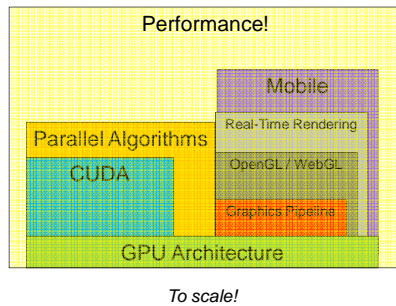 Performance!
Mobile
Real-Time Rendering
Parallel Algorithms
OpenGL / WebGL
CUDA
Graphics Pipeline
GPU Architecture
To scale!